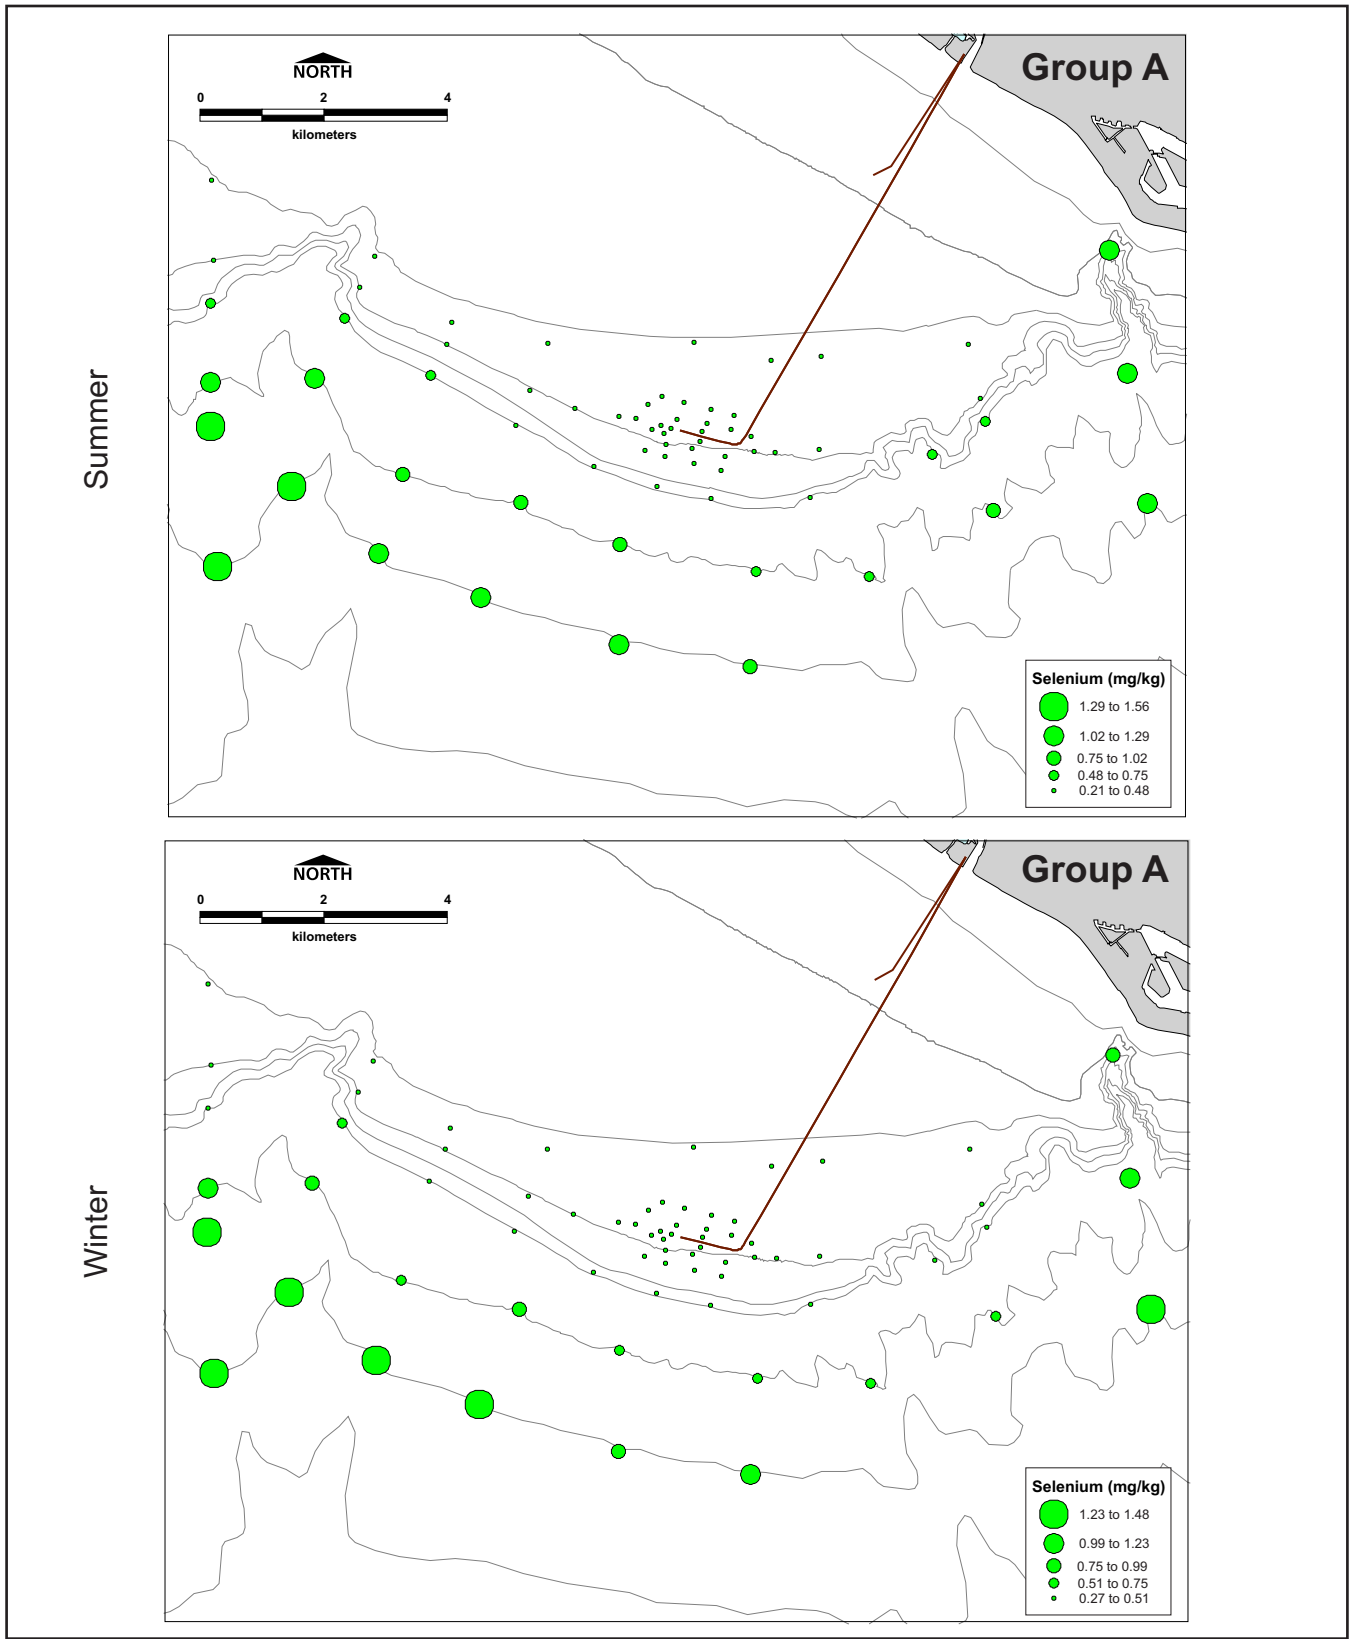 Summer
Group A
NORTH
0 2 4
kilometers
Selenium (mg/kg)
1.29 to 1.56
1.02 to 1.29
0.75 to 1.02
0.48 to 0.75
0.21 to 0.48
Winter
Group A
NORTH
0 2 4
kilometers
Selenium (mg/kg)
1.23 to 1.48
0.99 to 1.23
0.75 to 0.99
0.51 to 0.75
0.27 to 0.51